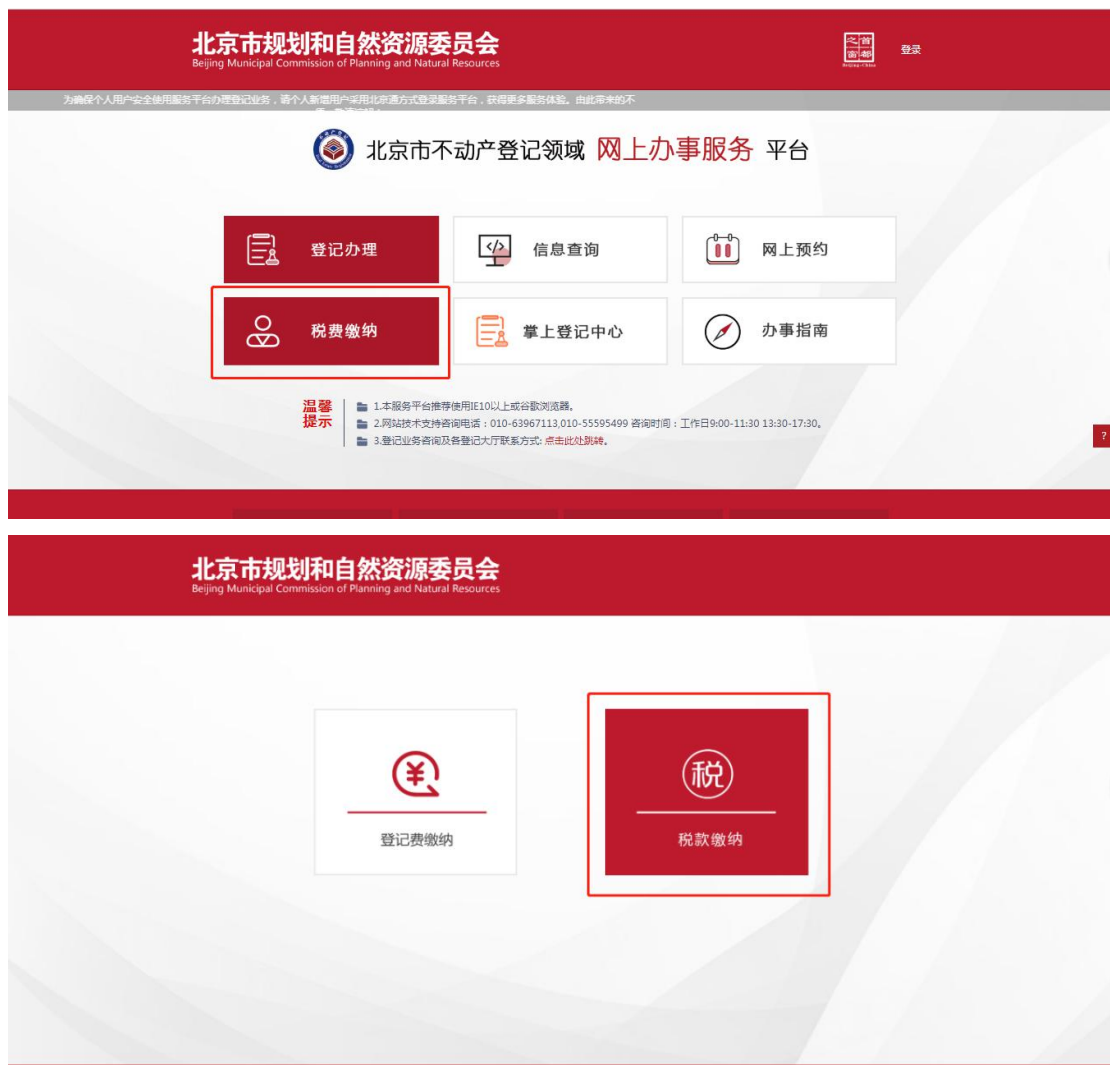 北京市规划和自然资源委员会
Beijing Municipal Commission of Planning and Natural Resources
首都之窗
Beijing-China
登录
为确保个人用户安全使用服务平台办理登记业务，请个人新增用户采用北京通方式登录服务平台，获得更多服务体验。由此带来的不
北京市不动产登记领域 网上办事服务 平台
登记办理
信息查询
网上预约
税费缴纳
掌上登记中心
办事指南
温馨提示
1.本服务平台推荐使用IE10以上或谷歌浏览器。
2.网站技术支持咨询电话：010-63967113,010-55595499 咨询时间：工作日9:00-11:30 13:30-17:30。
3.登记业务咨询及各登记大厅联系方式: 点击此处跳转。
?
北京市规划和自然资源委员会
Beijing Municipal Commission of Planning and Natural Resources
¥
登记费缴纳
税
税款缴纳